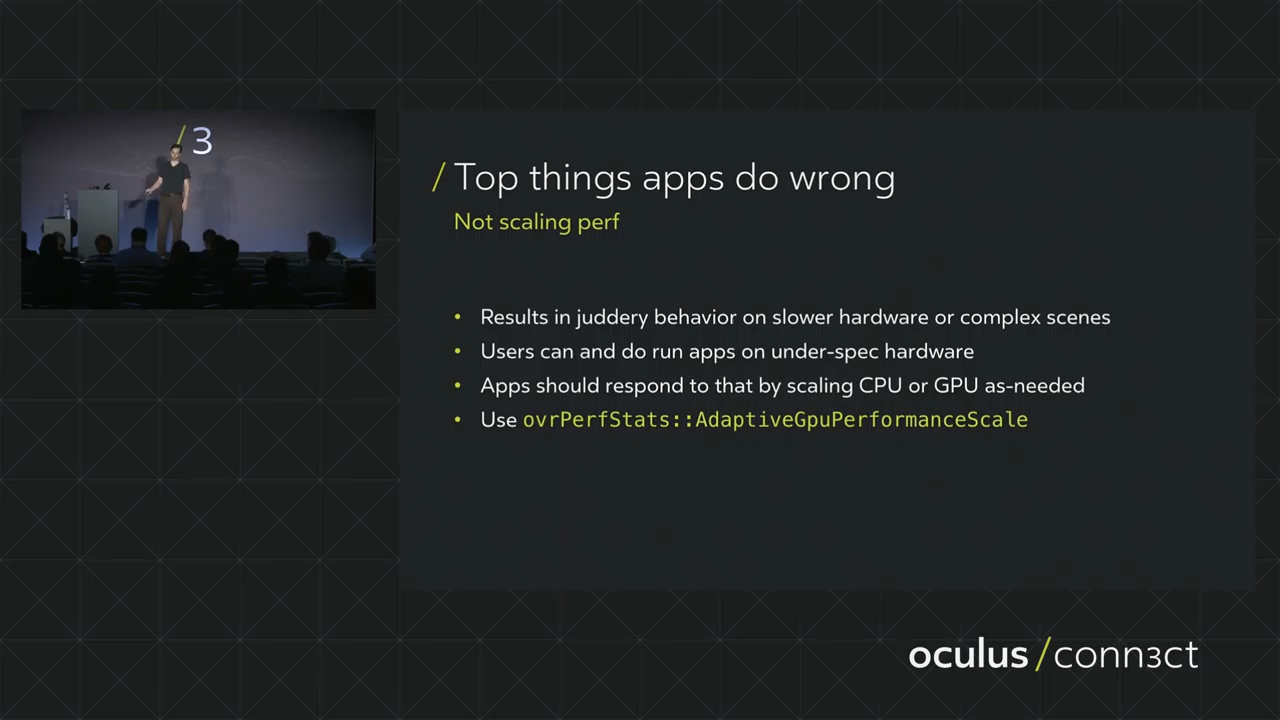 /3
/ Top things apps do wrong
Not scaling perf
• Results in juddery behavior on slower hardware or complex scenes
• Users can and do run apps on under-spec hardware
• Apps should respond to that by scaling CPU or GPU as-needed
• Use ovrPerfStats::AdaptiveGpuPerformanceScale
oculus /conn3ct